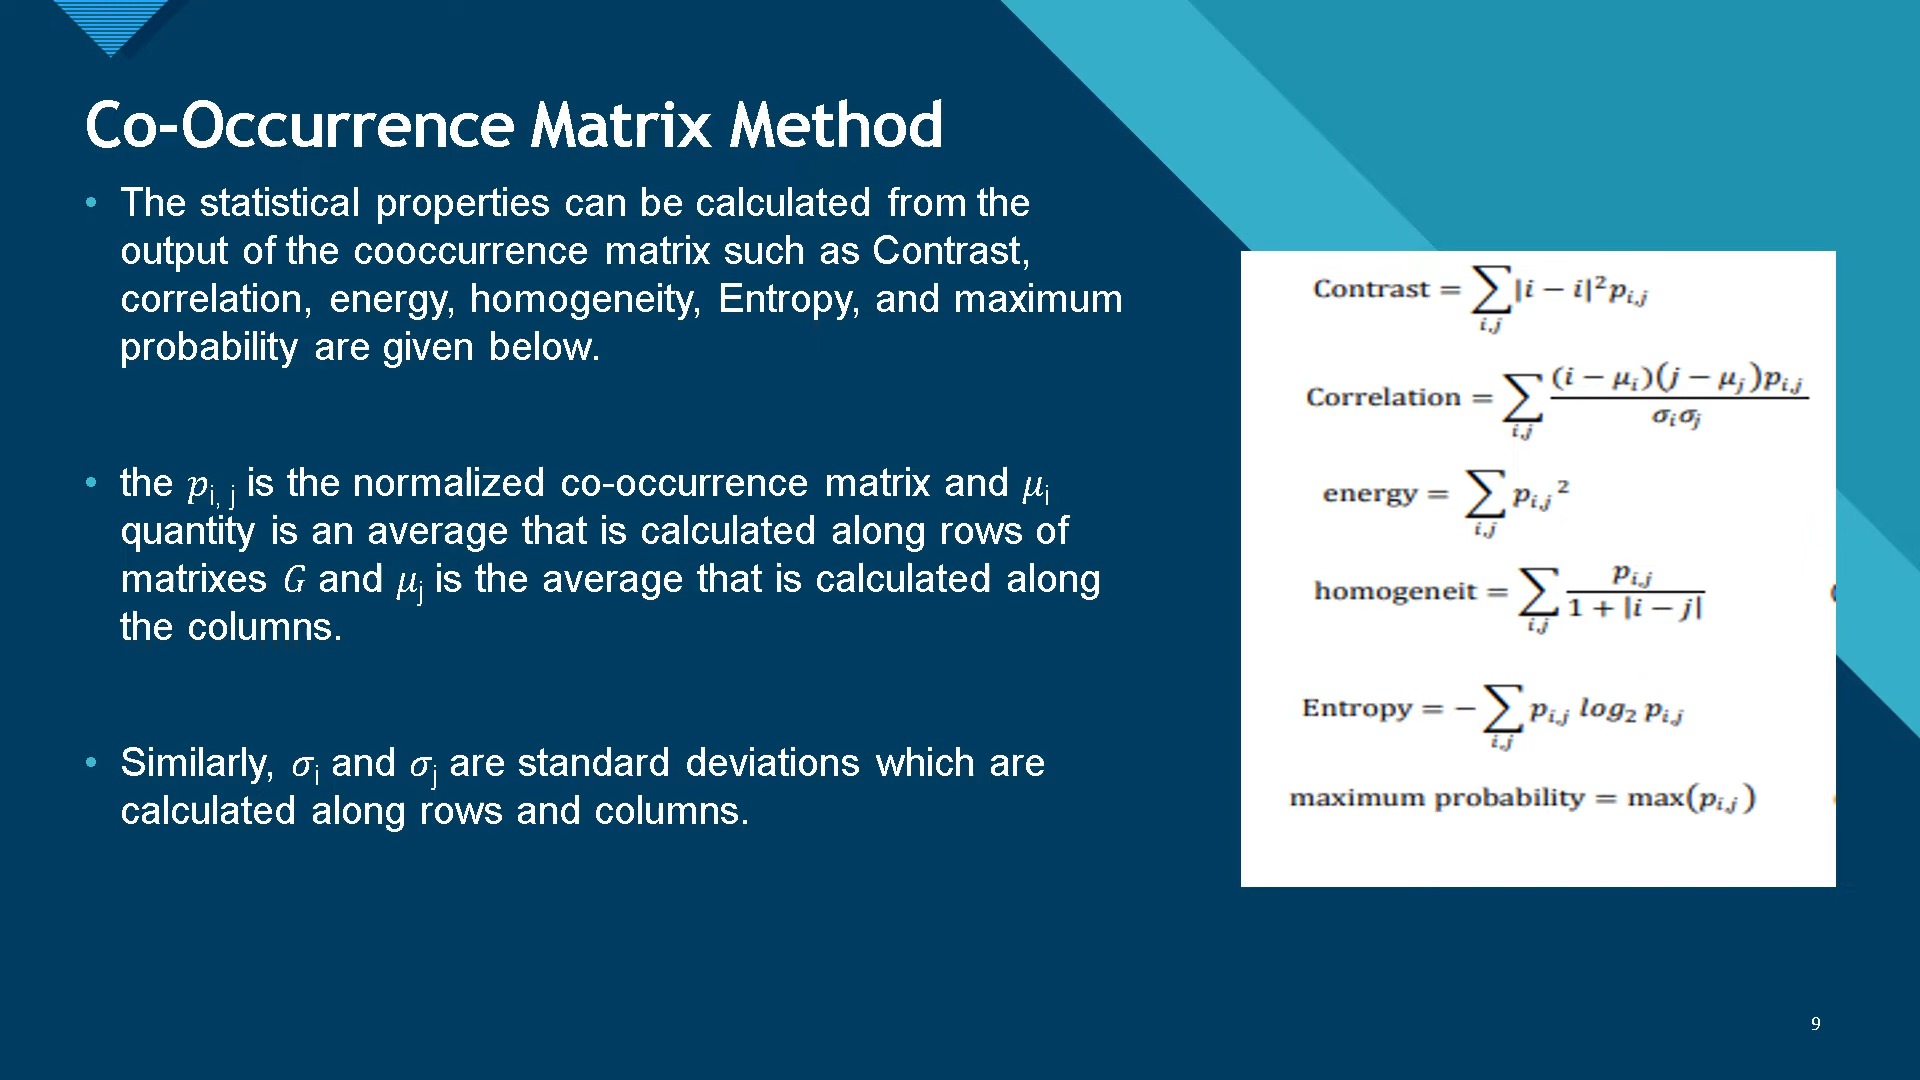 Co-Occurrence Matrix Method
• The statistical properties can be calculated from the
output of the cooccurrence matrix such as Contrast,
correlation, energy, homogeneity, Entropy, and maximum
probability are given below.
• the 𝑝i, j is the normalized co-occurrence matrix and 𝜇i
quantity is an average that is calculated along rows of
matrixes 𝐺 and 𝜇j is the average that is calculated along
the columns.
• Similarly, 𝜎i and 𝜎j are standard deviations which are
calculated along rows and columns.
Contrast = ∑i,j |i − i|²pi,j
Correlation = ∑i,j (i − μi)(j − μj)pi,j / σiσj
energy = ∑i,j pi,j²
homogeneit = ∑i,j pi,j / 1 + |i − j|
Entropy = − ∑i,j pi,j log₂ pi,j
maximum probability = max(pi,j)
9